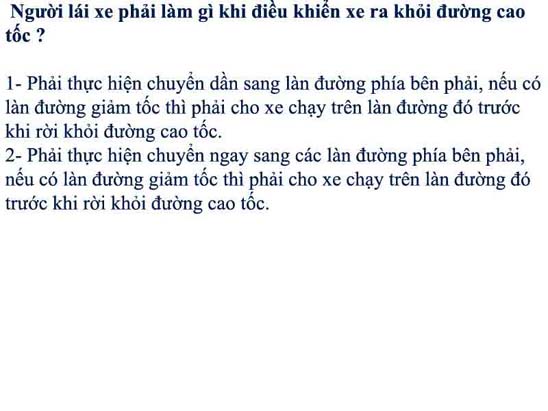 Người lái xe phải làm gì khi điều khiển xe ra khỏi đường cao
tốc ?
1- Phải thực hiện chuyển dần sang làn đường phía bên phải, nếu có
làn đường giảm tốc thì phải cho xe chạy trên làn đường đó trước
khi rời khỏi đường cao tốc.
2- Phải thực hiện chuyển ngay sang các làn đường phía bên phải,
nếu có làn đường giảm tốc thì phải cho xe chạy trên làn đường đó
trước khi rời khỏi đường cao tốc.